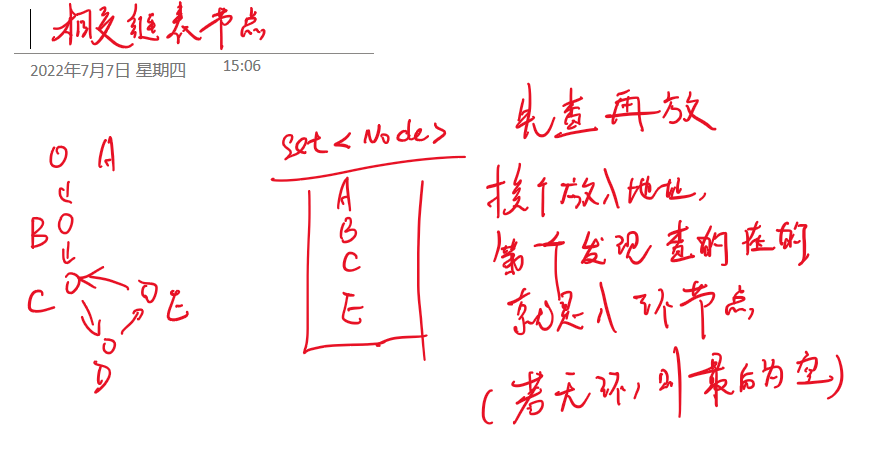 相交链表节点
2022年7月7日 星期四 15:06
O A
B O
C O O E
O
D
set<Node>
A
B
C
E
先查再放
挨个放入地址,
第一个发现查的在的
就是入环节点,
(若无环,则最后为空)